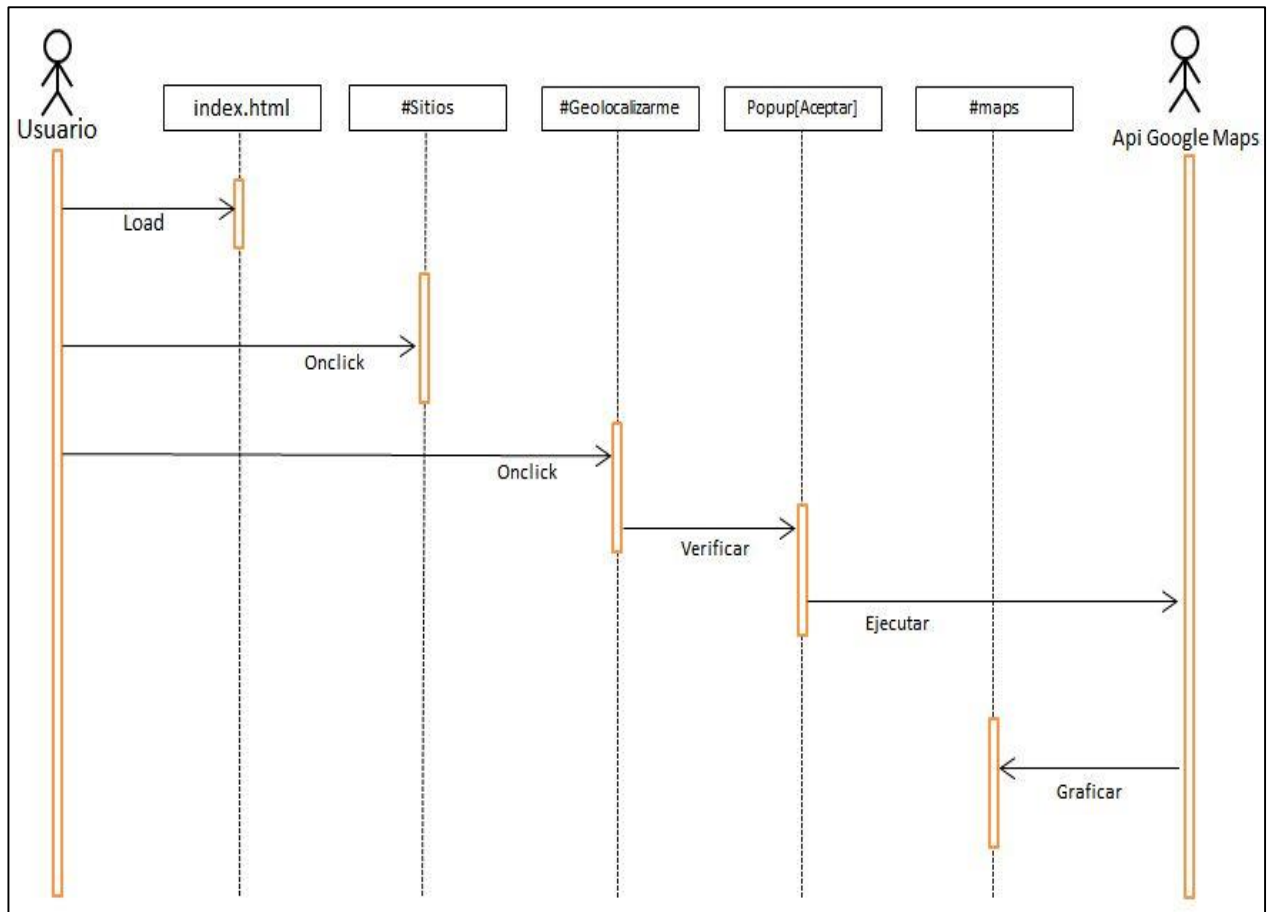 Usuario
index.html
#Sitios
#Geolocalizarme
Popup[Aceptar]
#maps
Api Google Maps
Load
Onclick
Onclick
Verificar
Ejecutar
Graficar